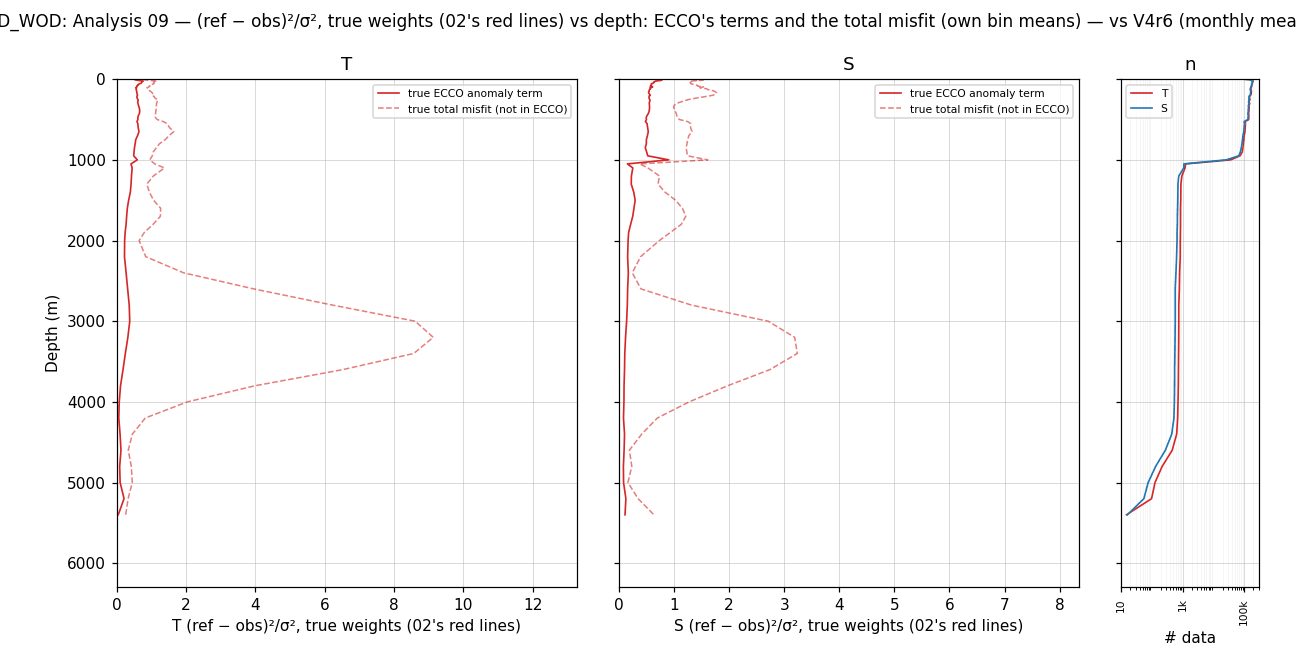 D_WOD: Analysis 09 — (ref − obs)²/σ², true weights (02's red lines) vs depth: ECCO's terms and the total misfit (own bin means) — vs V4r6 (monthly mea
T
S
n
true ECCO anomaly term
true total misfit (not in ECCO)
true ECCO anomaly term
true total misfit (not in ECCO)
T
S
0
1000
2000
3000
4000
5000
6000
Depth (m)
0 2 4 6 8 10 12
T (ref − obs)²/σ², true weights (02's red lines)
0 1 2 3 4 5 6 7 8
S (ref − obs)²/σ², true weights (02's red lines)
10 1k 100k
# data